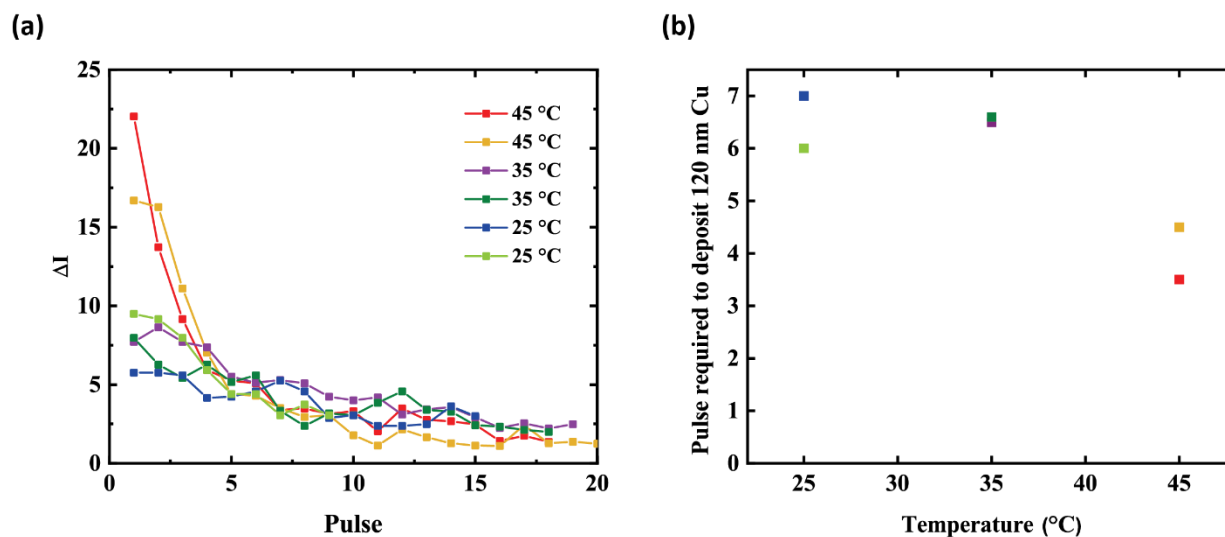 (a)
25
20
15
10
5
0
ΔI
0 5 10 15 20
Pulse
45 °C
45 °C
35 °C
35 °C
25 °C
25 °C
(b)
7
6
5
4
3
2
1
0
Pulse required to deposit 120 nm Cu
25 30 35 40 45
Temperature (°C)